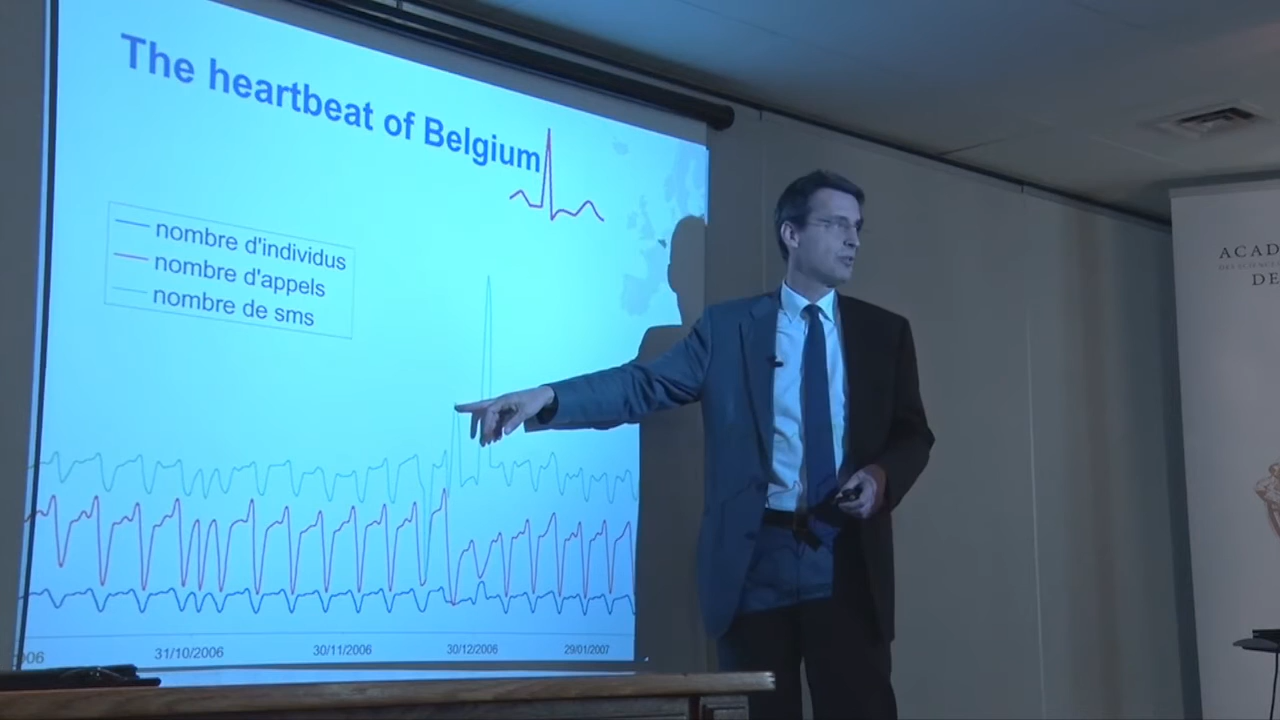 The heartbeat of Belgium
nombre d'individus
nombre d'appels
nombre de sms
31/10/2006
30/11/2006
30/12/2006
29/01/2007
ACAD
DE